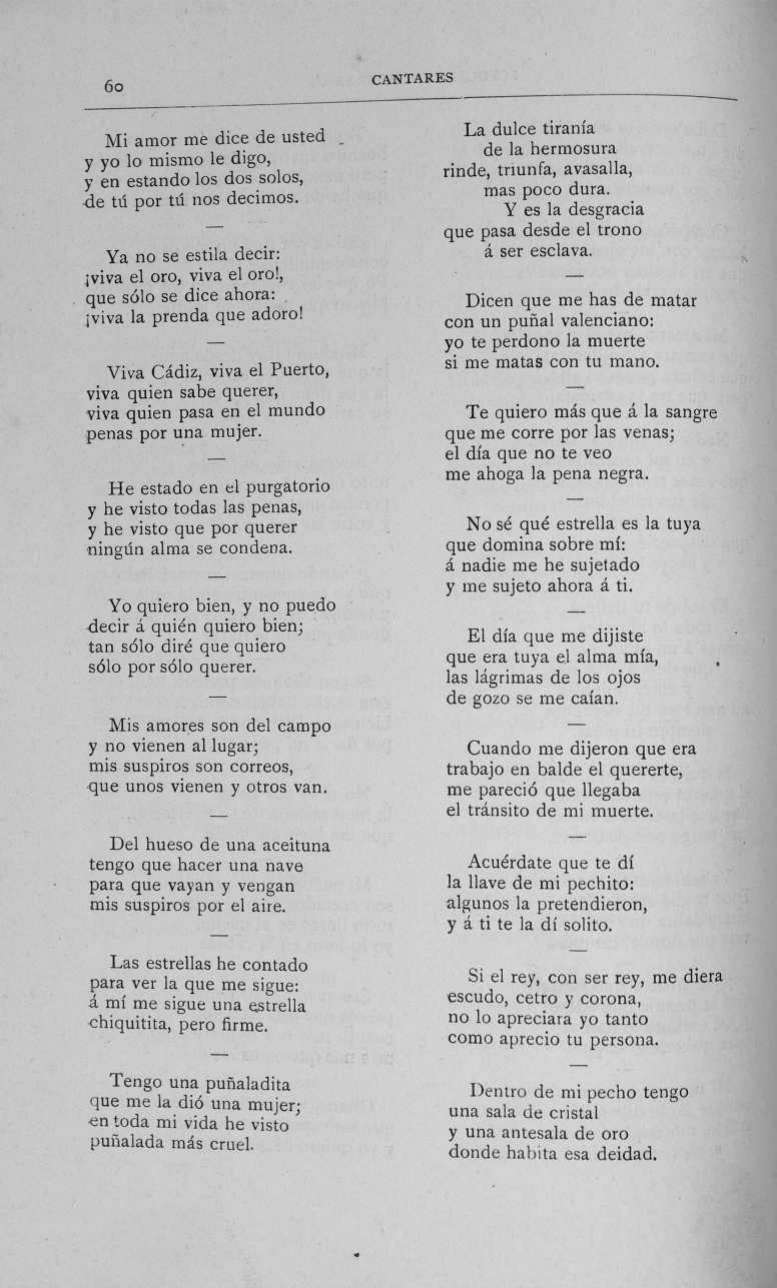 60
CANTARES
Mi amor me dice de usted
y yo lo mismo le digo,
y en estando los dos solos,
de tú por tú nos decimos.
—
Ya no se estila decir:
¡viva el oro, viva el oro!,
que sólo se dice ahora:
¡viva la prenda que adoro!
—
Viva Cádiz, viva el Puerto,
viva quien sabe querer,
viva quien pasa en el mundo
penas por una mujer.
—
He estado en el purgatorio
y he visto todas las penas,
y he visto que por querer
ningún alma se condena.
—
Yo quiero bien, y no puedo
decir á quién quiero bien;
tan sólo diré que quiero
sólo por sólo querer.
—
Mis amores son del campo
y no vienen al lugar;
mis suspiros son correos,
que unos vienen y otros van.
—
Del hueso de una aceituna
tengo que hacer una nave
para que vayan y vengan
mis suspiros por el aire.
—
Las estrellas he contado
para ver la que me sigue:
á mí me sigue una estrella
chiquitita, pero firme.
—
Tengo una puñaladita
que me la dió una mujer;
en toda mi vida he visto
puñalada más cruel.
La dulce tiranía
de la hermosura
rinde, triunfa, avasalla,
mas poco dura.
Y es la desgracia
que pasa desde el trono
á ser esclava.
—
Dicen que me has de matar
con un puñal valenciano:
yo te perdono la muerte
si me matas con tu mano.
—
Te quiero más que á la sangre
que me corre por las venas;
el día que no te veo
me ahoga la pena negra.
—
No sé qué estrella es la tuya
que domina sobre mí:
á nadie me he sujetado
y me sujeto ahora á ti.
—
El día que me dijiste
que era tuya el alma mía,
las lágrimas de los ojos
de gozo se me caían.
—
Cuando me dijeron que era
trabajo en balde el quererte,
me pareció que llegaba
el tránsito de mi muerte.
—
Acuérdate que te dí
la llave de mi pechito:
algunos la pretendieron,
y á ti te la dí solito.
—
Si el rey, con ser rey, me diera
escudo, cetro y corona,
no lo apreciara yo tanto
como aprecio tu persona.
—
Dentro de mi pecho tengo
una sala de cristal
y una antesala de oro
donde habita esa deidad.